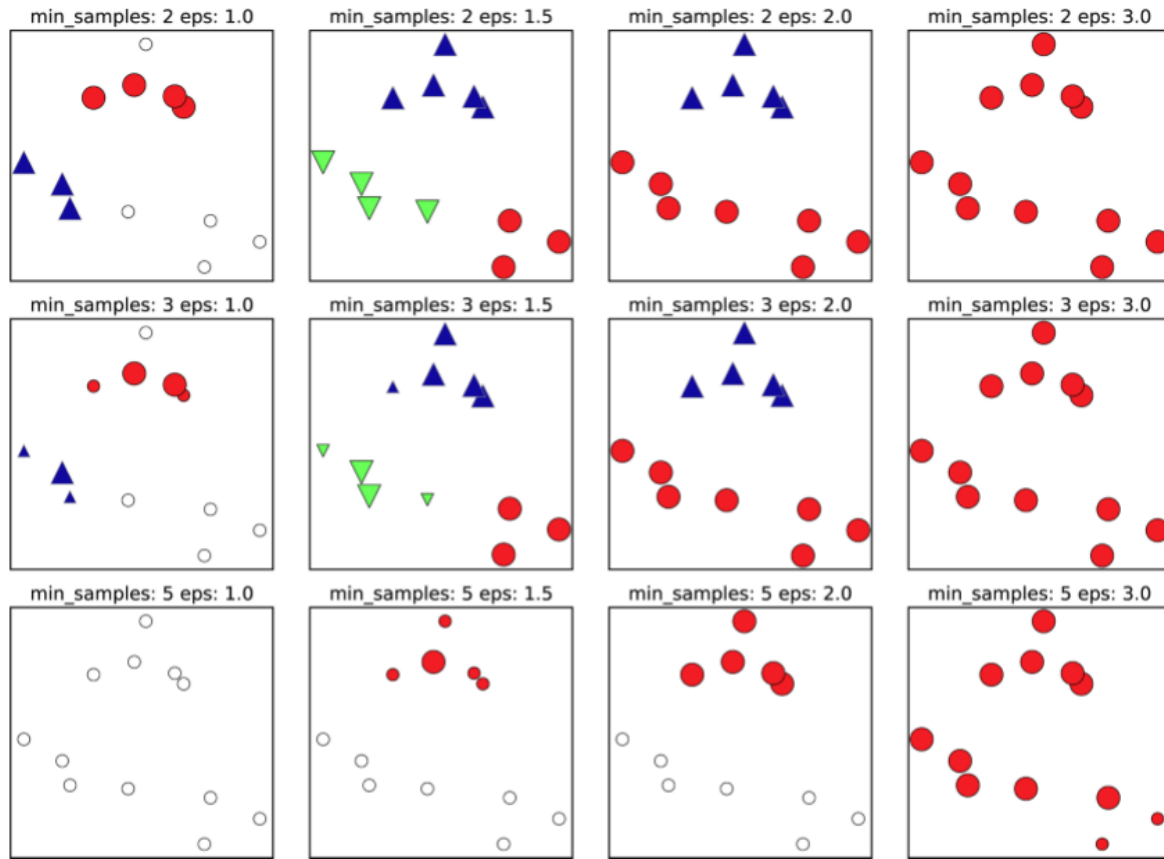 min_samples: 2 eps: 1.0
min_samples: 2 eps: 1.5
min_samples: 2 eps: 2.0
min_samples: 2 eps: 3.0
min_samples: 3 eps: 1.0
min_samples: 3 eps: 1.5
min_samples: 3 eps: 2.0
min_samples: 3 eps: 3.0
min_samples: 5 eps: 1.0
min_samples: 5 eps: 1.5
min_samples: 5 eps: 2.0
min_samples: 5 eps: 3.0